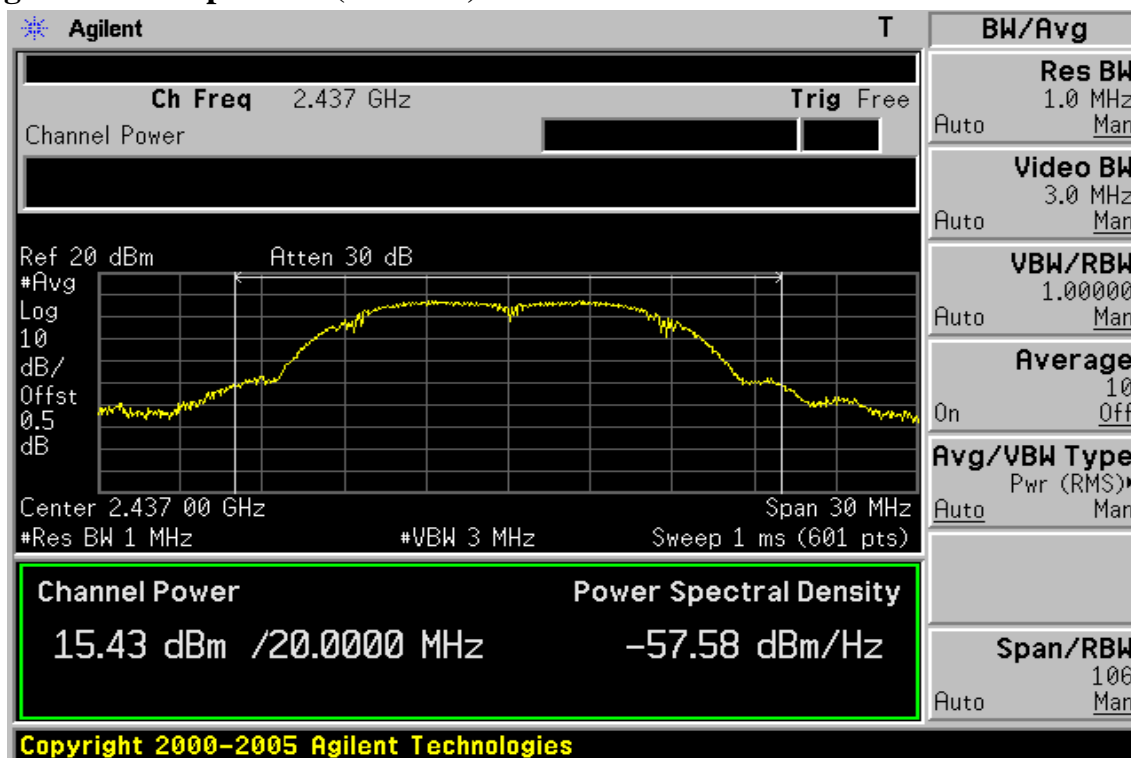 Agilent T
Ch Freq 2.437 GHz Trig Free
Channel Power
Ref 20 dBm Atten 30 dB
#Avg
Log
10
dB/
Offst
0.5
dB
Center 2.437 00 GHz Span 30 MHz
#Res BW 1 MHz #VBW 3 MHz Sweep 1 ms (601 pts)
Channel Power Power Spectral Density
15.43 dBm /20.0000 MHz -57.58 dBm/Hz
BW/Avg
Res BW
1.0 MHz
Auto Man
Video BW
3.0 MHz
Auto Man
VBW/RBW
1.00000
Auto Man
Average
10
On Off
Avg/VBW Type
Pwr (RMS)
Auto Man
Span/RBW
106
Auto Man
Copyright 2000-2005 Agilent Technologies